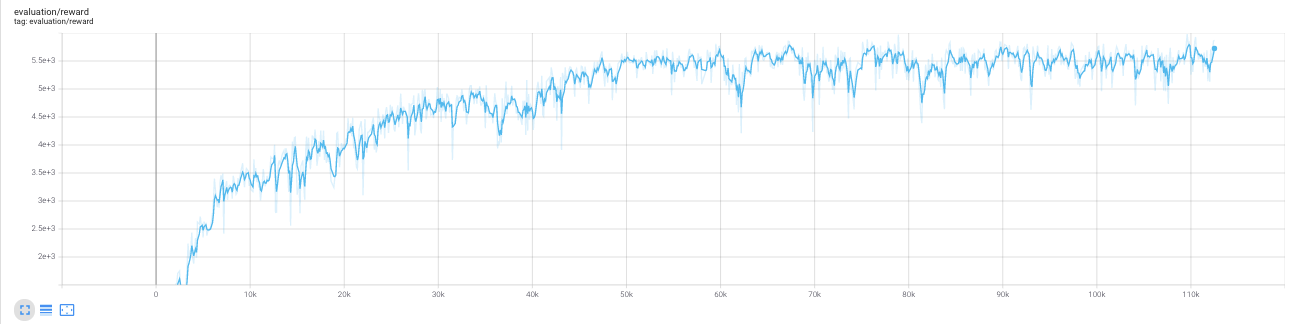 evaluation/reward
tag: evaluation/reward
5.5e+3
5e+3
4.5e+3
4e+3
3.5e+3
3e+3
2.5e+3
2e+3
0 10k 20k 30k 40k 50k 60k 70k 80k 90k 100k 110k